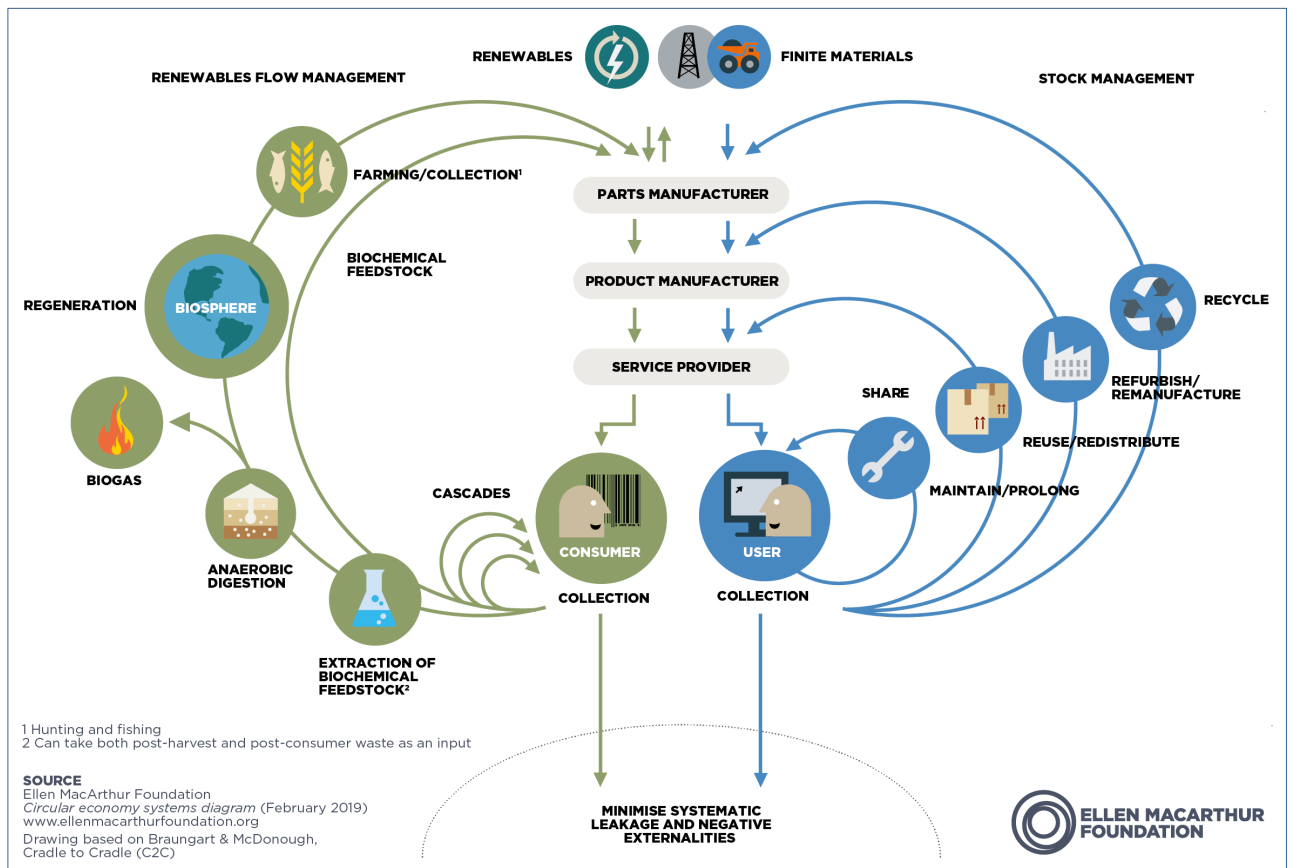 RENEWABLES
FINITE MATERIALS
RENEWABLES FLOW MANAGEMENT
STOCK MANAGEMENT
FARMING/COLLECTION¹
PARTS MANUFACTURER
BIOCHEMICAL
FEEDSTOCK
PRODUCT MANUFACTURER
REGENERATION
BIOSPHERE
RECYCLE
SERVICE PROVIDER
REFURBISH/
REMANUFACTURE
SHARE
REUSE/REDISTRIBUTE
BIOGAS
CASCADES
MAINTAIN/PROLONG
CONSUMER
USER
ANAEROBIC
DIGESTION
COLLECTION
COLLECTION
EXTRACTION OF
BIOCHEMICAL
FEEDSTOCK²
1 Hunting and fishing
2 Can take both post-harvest and post-consumer waste as an input
SOURCE
Ellen MacArthur Foundation
Circular economy systems diagram (February 2019)
www.ellenmacarthurfoundation.org
Drawing based on Braungart & McDonough,
Cradle to Cradle (C2C)
MINIMISE SYSTEMATIC
LEAKAGE AND NEGATIVE
EXTERNALITIES
ELLEN MACARTHUR
FOUNDATION